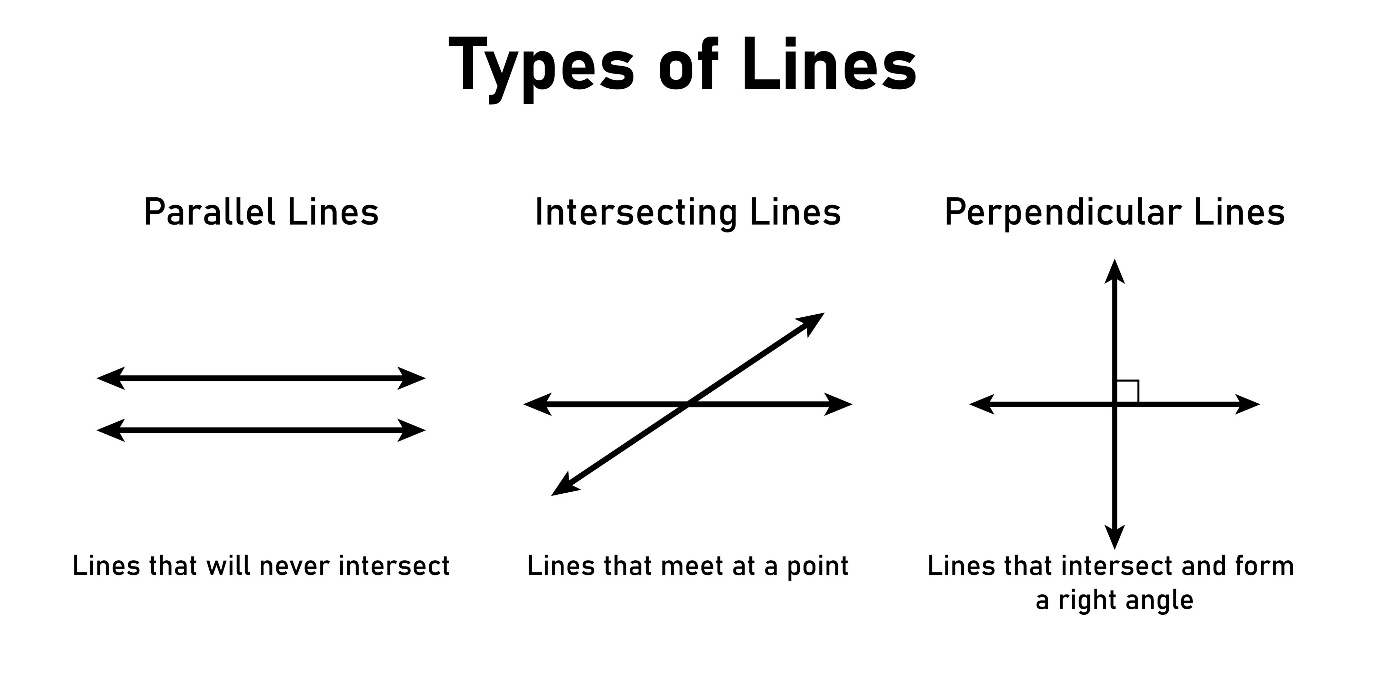 Types of Lines
Parallel Lines
Intersecting Lines
Perpendicular Lines
Lines that will never intersect
Lines that meet at a point
Lines that intersect and form
a right angle